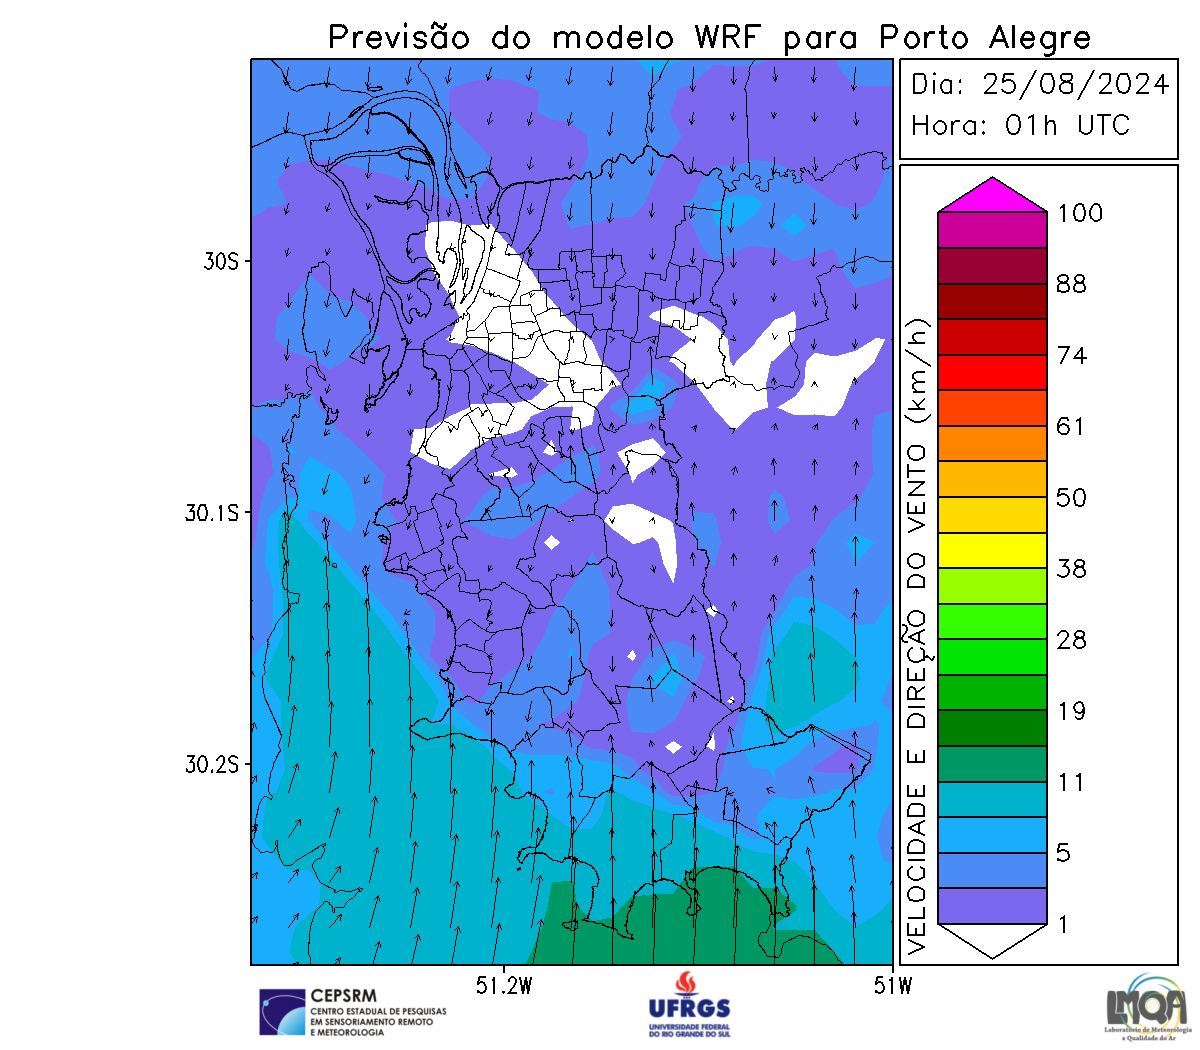 Previsão do modelo WRF para Porto Alegre
Dia: 25/08/2024
Hora: 01h UTC
30S
30.1S
30.2S
51.2W
51W
VELOCIDADE E DIREÇÃO DO VENTO (km/h)
100
88
74
61
50
38
28
19
11
5
1
CEPSRM
CENTRO ESTADUAL DE PESQUISAS
EM SENSORIAMENTO REMOTO
E METEOROLOGIA
UFRGS
UNIVERSIDADE FEDERAL
DO RIO GRANDE DO SUL
LMQA
Laboratório de Meteorologia
e Qualidade do Ar